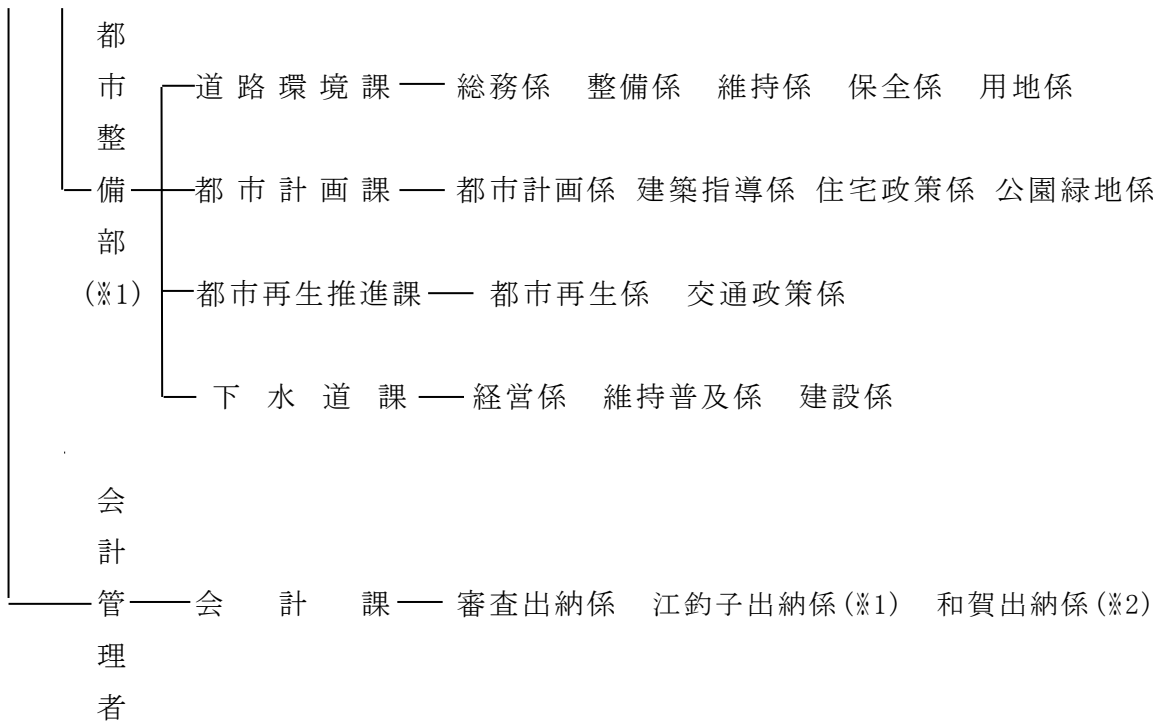 都市整備部(※1)
道路環境課 総務係 整備係 維持係 保全係 用地係
都市計画課 都市計画係 建築指導係 住宅政策係 公園緑地係
都市再生推進課 都市再生係 交通政策係
下水道課 経営係 維持普及係 建設係
会計管理者
会計課 審査出納係 江釣子出納係(※1) 和賀出納係(※2)